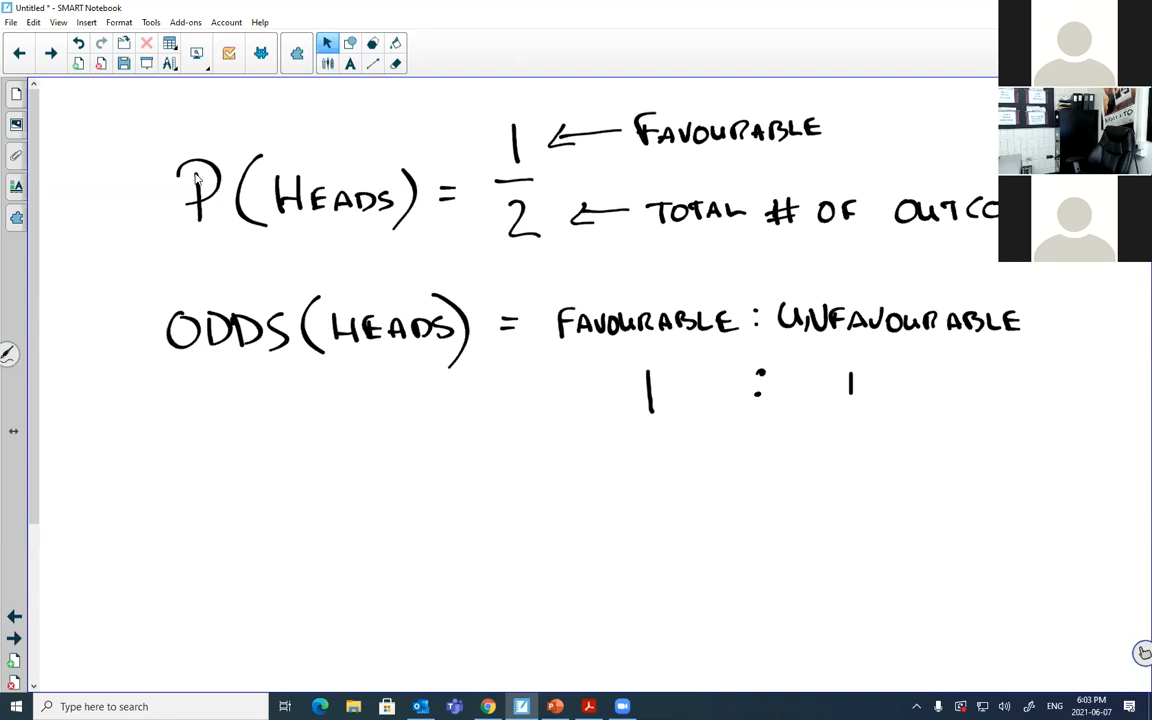 Untitled * - SMART Notebook
File Edit View Insert Format Tools Add-ons Account Help
1 ← FAVOURABLE
P(HEADS) = —
2 ← TOTAL # OF OUTCO
ODDS(HEADS) = FAVOURABLE : UNFAVOURABLE
1 : 1
Type here to search
ENG
6:03 PM
2021-06-07